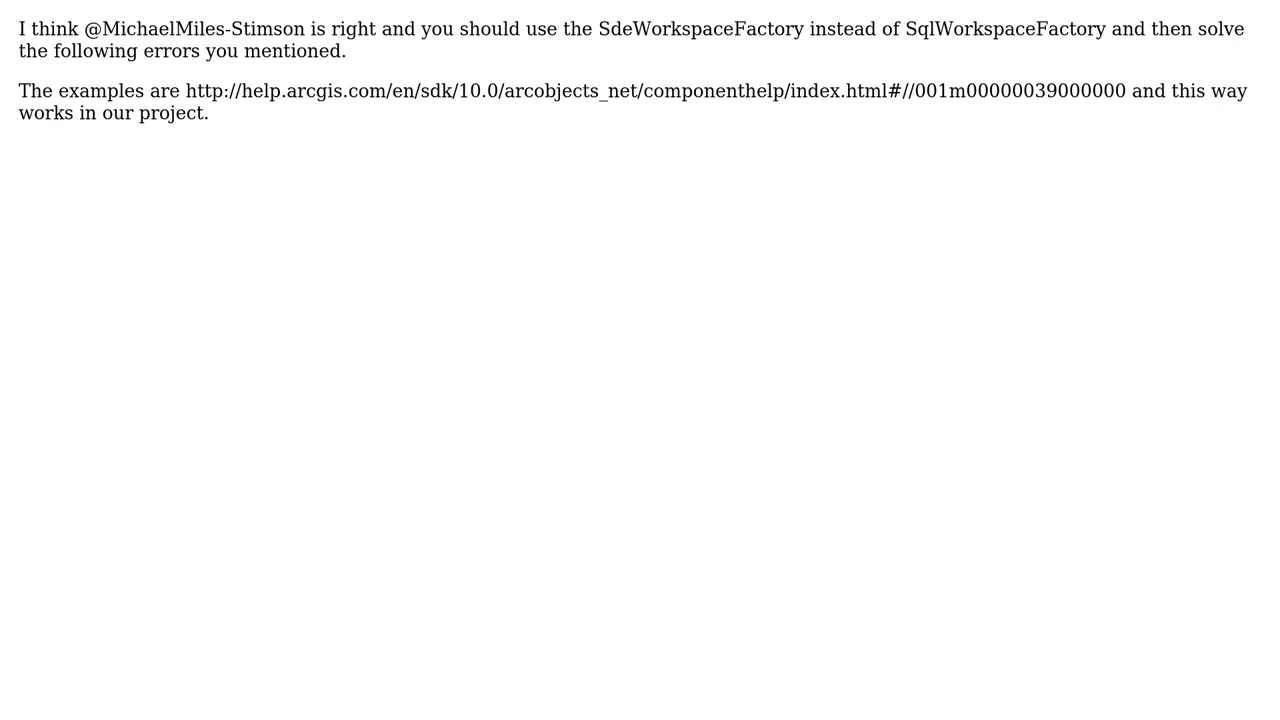 I think @MichaelMiles-Stimson is right and you should use the SdeWorkspaceFactory instead of SqlWorkspaceFactory and then solve
the following errors you mentioned.
The examples are http://help.arcgis.com/en/sdk/10.0/arcobjects_net/componenthelp/index.html#//001m00000039000000 and this way
works in our project.